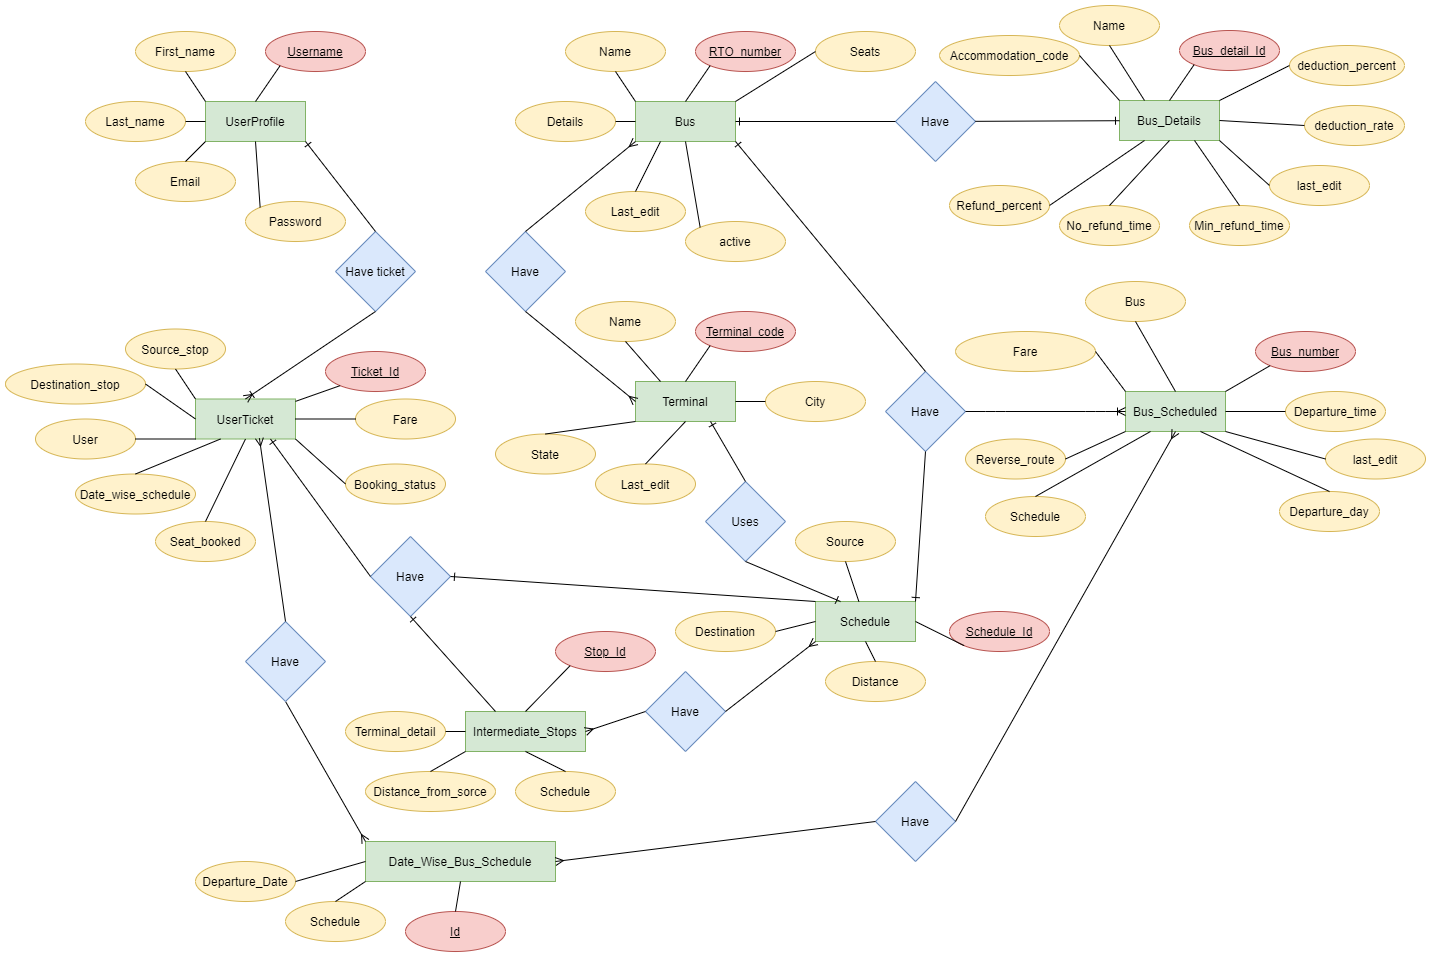 First_name
Username
Last_name
UserProfile
Email
Password
Have ticket
Name
RTO_number
Seats
Details
Bus
Last_edit
active
Have
Have
Name
Accommodation_code
Bus_detail_Id
deduction_percent
Bus_Details
deduction_rate
last_edit
Refund_percent
No_refund_time
Min_refund_time
Source_stop
Destination_stop
Ticket_Id
UserTicket
Fare
User
Date_wise_schedule
Booking_status
Seat_booked
Name
Terminal_code
Terminal
City
State
Last_edit
Uses
Have
Bus
Fare
Bus_number
Bus_Scheduled
Departure_time
Reverse_route
last_edit
Schedule
Departure_day
Source
Have
Destination
Schedule
Schedule_Id
Distance
Have
Stop_Id
Have
Terminal_detail
Intermediate_Stops
Distance_from_sorce
Schedule
Have
Date_Wise_Bus_Schedule
Departure_Date
Schedule
Id